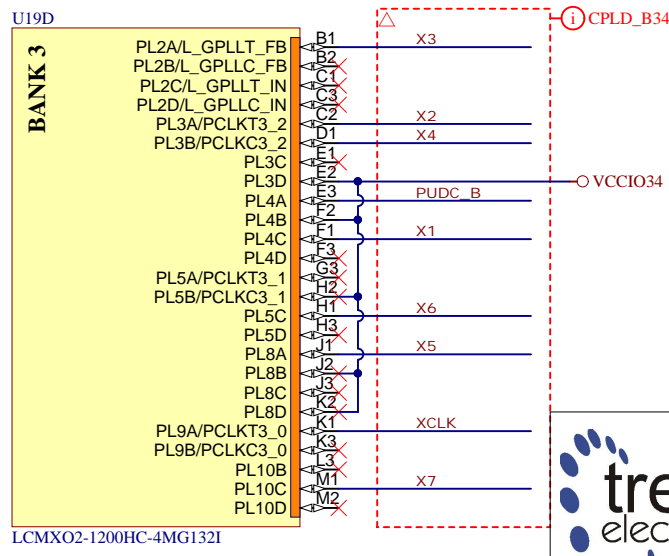 U19D
i CPLD_B34
BANK 3
PL2A/L_GPLLT_FB B1 X3
PL2B/L_GPLLC_FB B2
PL2C/L_GPLLT_IN C1
PL2D/L_GPLLC_IN C3
PL3A/PCLKT3_2 C2 X2
PL3B/PCLKC3_2 D1 X4
PL3C E1
PL3D E2 VCCIO34
PL4A E3 PUDC_B
PL4B F2
PL4C F1 X1
PL4D F3
PL5A/PCLKT3_1 G3
PL5B/PCLKC3_1 H2
PL5C H1 X6
PL5D H3
PL8A J1 X5
PL8B J2
PL8C J3
PL8D K2
PL9A/PCLKT3_0 K1 XCLK
PL9B/PCLKC3_0 K3
PL10B L3
PL10C M1 X7
PL10D M2
LCMXO2-1200HC-4MG132I
tre
elec